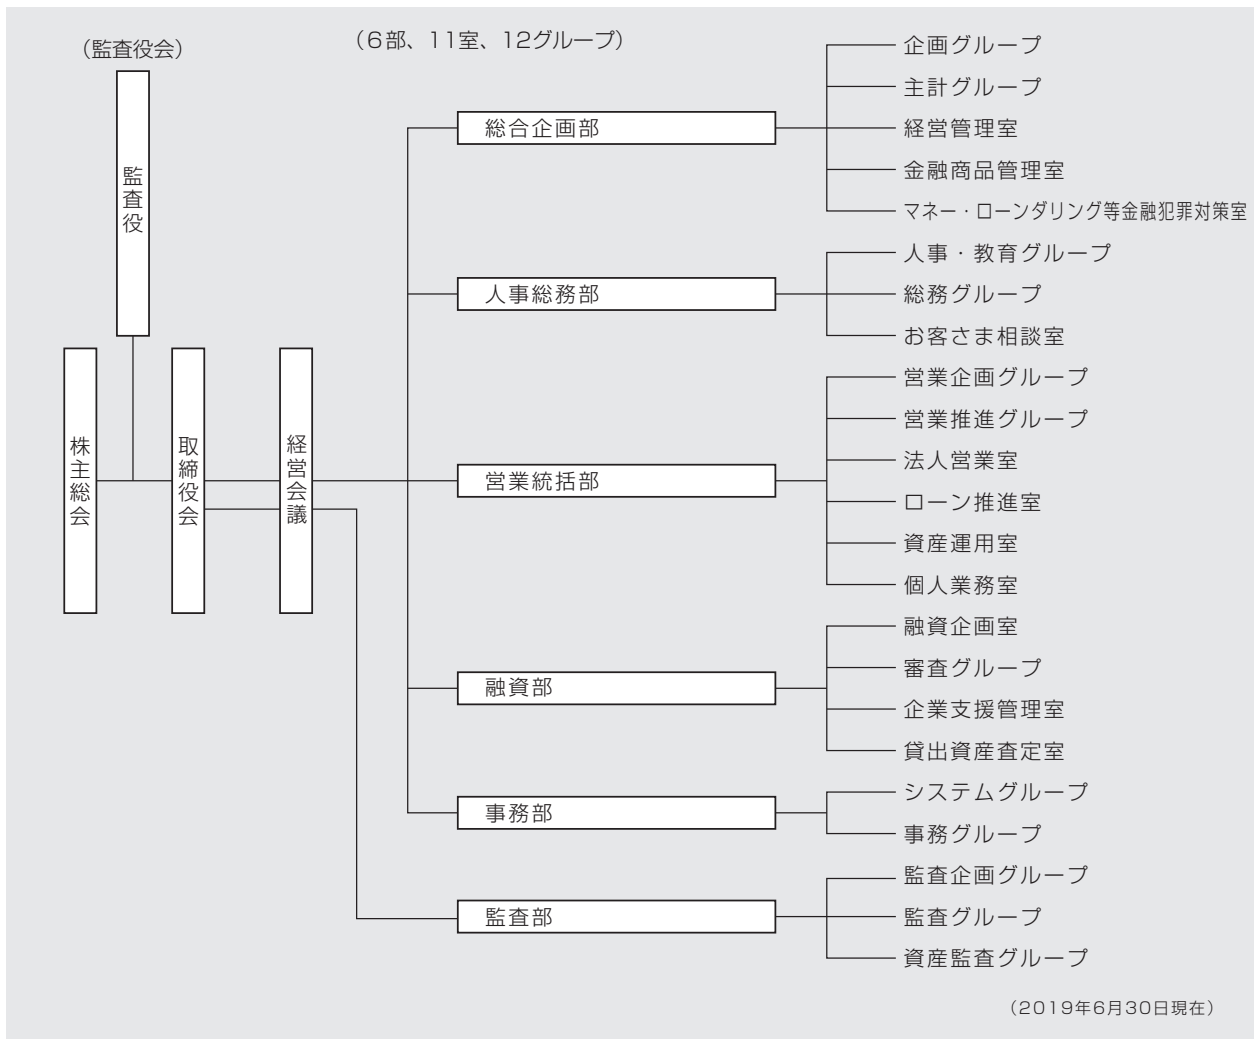 （監査役会）
（6部、11室、12グループ）
監査役
株主総会
取締役会
経営会議
総合企画部
企画グループ
主計グループ
経営管理室
金融商品管理室
マネー・ローンダリング等金融犯罪対策室
人事総務部
人事・教育グループ
総務グループ
お客さま相談室
営業統括部
営業企画グループ
営業推進グループ
法人営業室
ローン推進室
資産運用室
個人業務室
融資部
融資企画室
審査グループ
企業支援管理室
貸出資産査定室
事務部
システムグループ
事務グループ
監査部
監査企画グループ
監査グループ
資産監査グループ
（2019年6月30日現在）